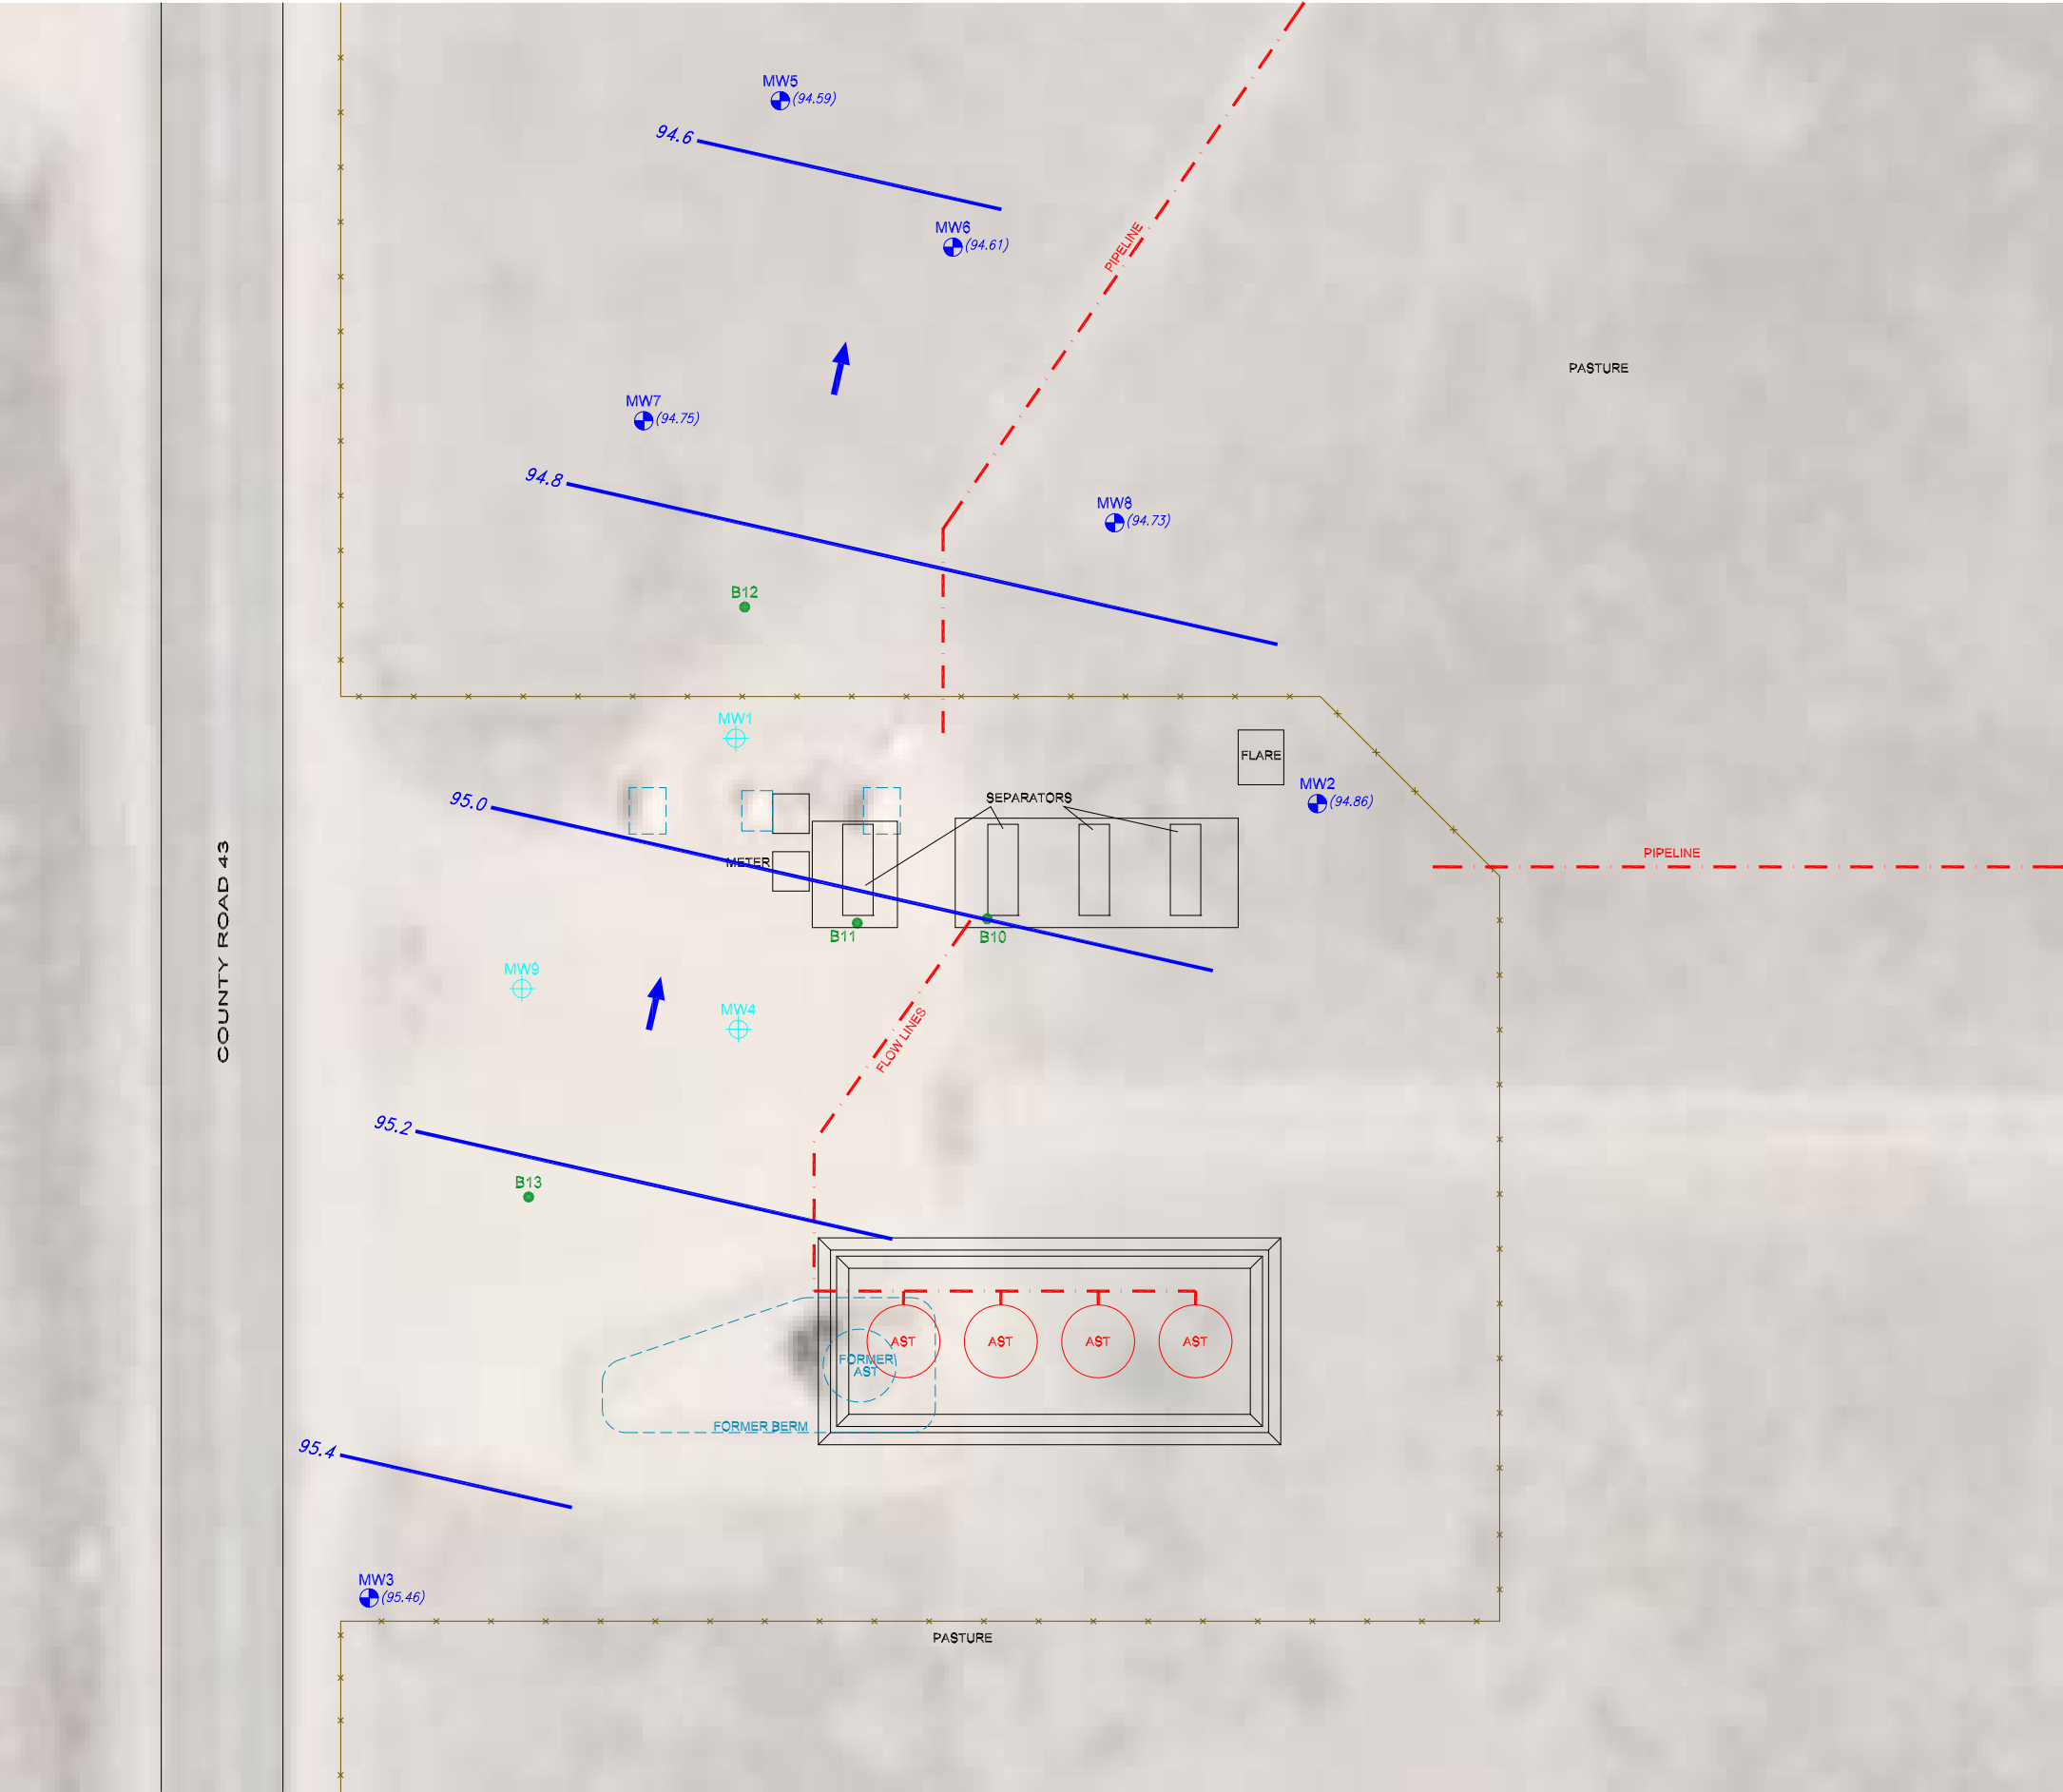 MW5
(94.59)
94.6
MW6
(94.61)
PIPELINE
PASTURE
MW7
(94.75)
94.8
MW8
(94.73)
B12
MW1
FLARE
MW2
(94.86)
95.0
SEPARATORS
METER
PIPELINE
B11
B10
COUNTY ROAD 43
MW9
MW4
FLOW LINES
95.2
B13
AST
AST
AST
AST
FORMER
AST
FORMER BERM
95.4
MW3
(95.46)
PASTURE